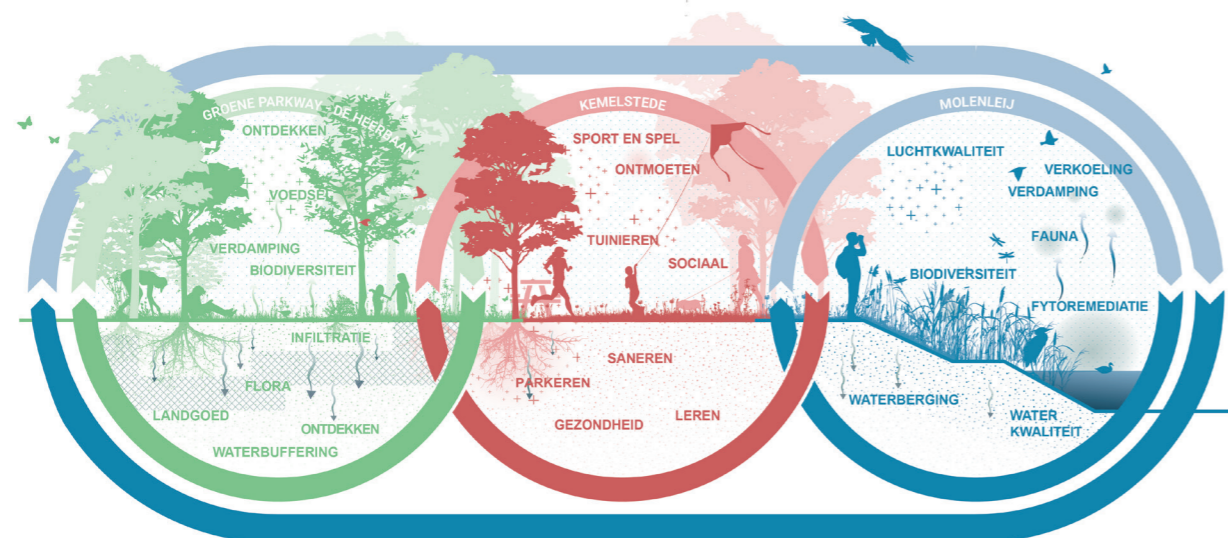 GROENE PARKWAY - DE HEERBAAN
ONTDEKKEN
VOEDSEL
VERDAMPING
BIODIVERSITEIT
INFILTRATIE
FLORA
LANDGOED
ONTDEKKEN
WATERBUFFERING
KEMELSTEDE
SPORT EN SPEL
ONTMOETEN
TUINIEREN
SOCIAAL
SANEREN
PARKEREN
LEREN
GEZONDHEID
MOLENLEIJ
LUCHTKWALITEIT
VERKOELING
VERDAMPING
FAUNA
BIODIVERSITEIT
FYTOREMEDIATIE
WATERBERGING
WATER
KWALITEIT